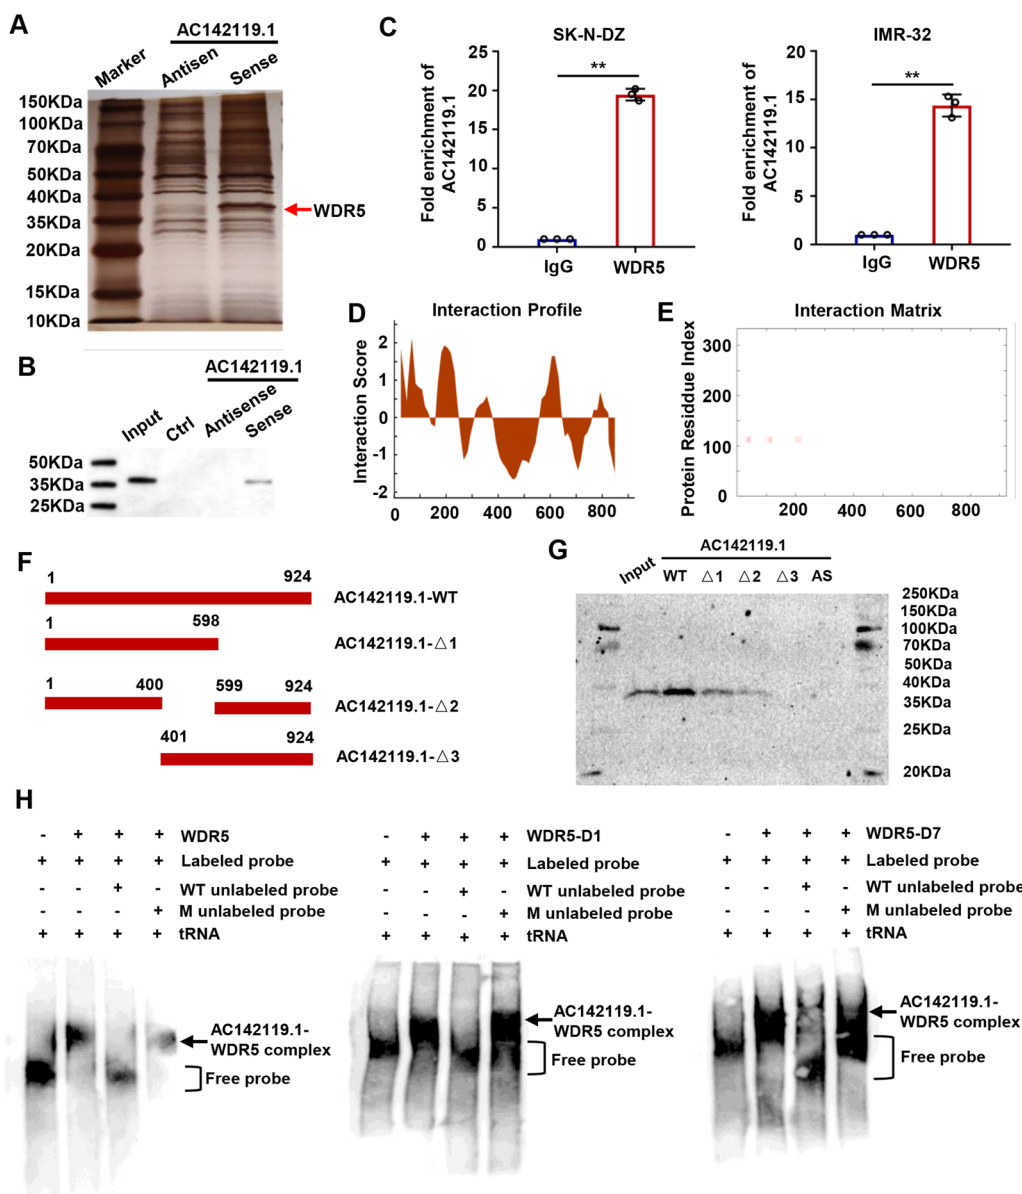 A
AC142119.1
Marker
Antisen
Sense
150KDa
100KDa
70KDa
50KDa
40KDa
35KDa
20KDa
15KDa
10KDa
WDR5
B
AC142119.1
Input
Ctrl
Antisense
Sense
50KDa
35KDa
25KDa
C
SK-N-DZ
Fold enrichment of
AC142119.1
25
20
15
10
5
0
**
IgG
WDR5
IMR-32
Fold enrichment of
AC142119.1
20
15
10
5
0
**
IgG
WDR5
D
Interaction Profile
Interaction Score
2
1
0
-1
-2
0
200
400
600
800
E
Interaction Matrix
Protein Residdue Index
300
200
100
0
200
400
600
800
F
1
924
AC142119.1-WT
1
598
AC142119.1-△1
1
400
599
924
AC142119.1-△2
401
924
AC142119.1-△3
G
AC142119.1
Input
WT
△1
△2
△3
AS
250KDa
150KDa
100KDa
70KDa
50KDa
40KDa
35KDa
25KDa
20KDa
H
- + + + WDR5
+ + + + Labeled probe
- - + - WT unlabeled probe
- - - + M unlabeled probe
+ + + + tRNA
AC142119.1-
WDR5 complex
Free probe
- + + + WDR5-D1
+ + + + Labeled probe
- - + - WT unlabeled probe
- - - + M unlabeled probe
+ + + + tRNA
AC142119.1-
WDR5 complex
Free probe
- + + + WDR5-D7
+ + + + Labeled probe
- - + - WT unlabeled probe
- - - + M unlabeled probe
+ + + + tRNA
AC142119.1-
WDR5 complex
Free probe